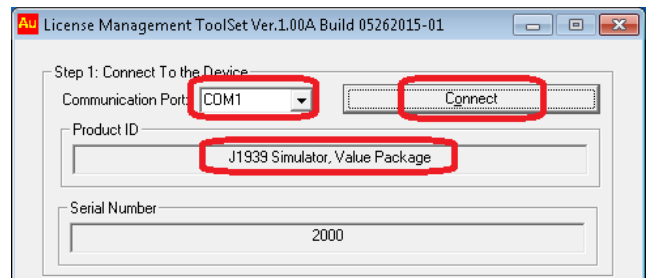 Au License Management ToolSet Ver.1.00A Build 05262015-01
Step 1: Connect To the Device
Communication Port: COM1 Connect
Product ID
J1939 Simulator, Value Package
Serial Number
2000